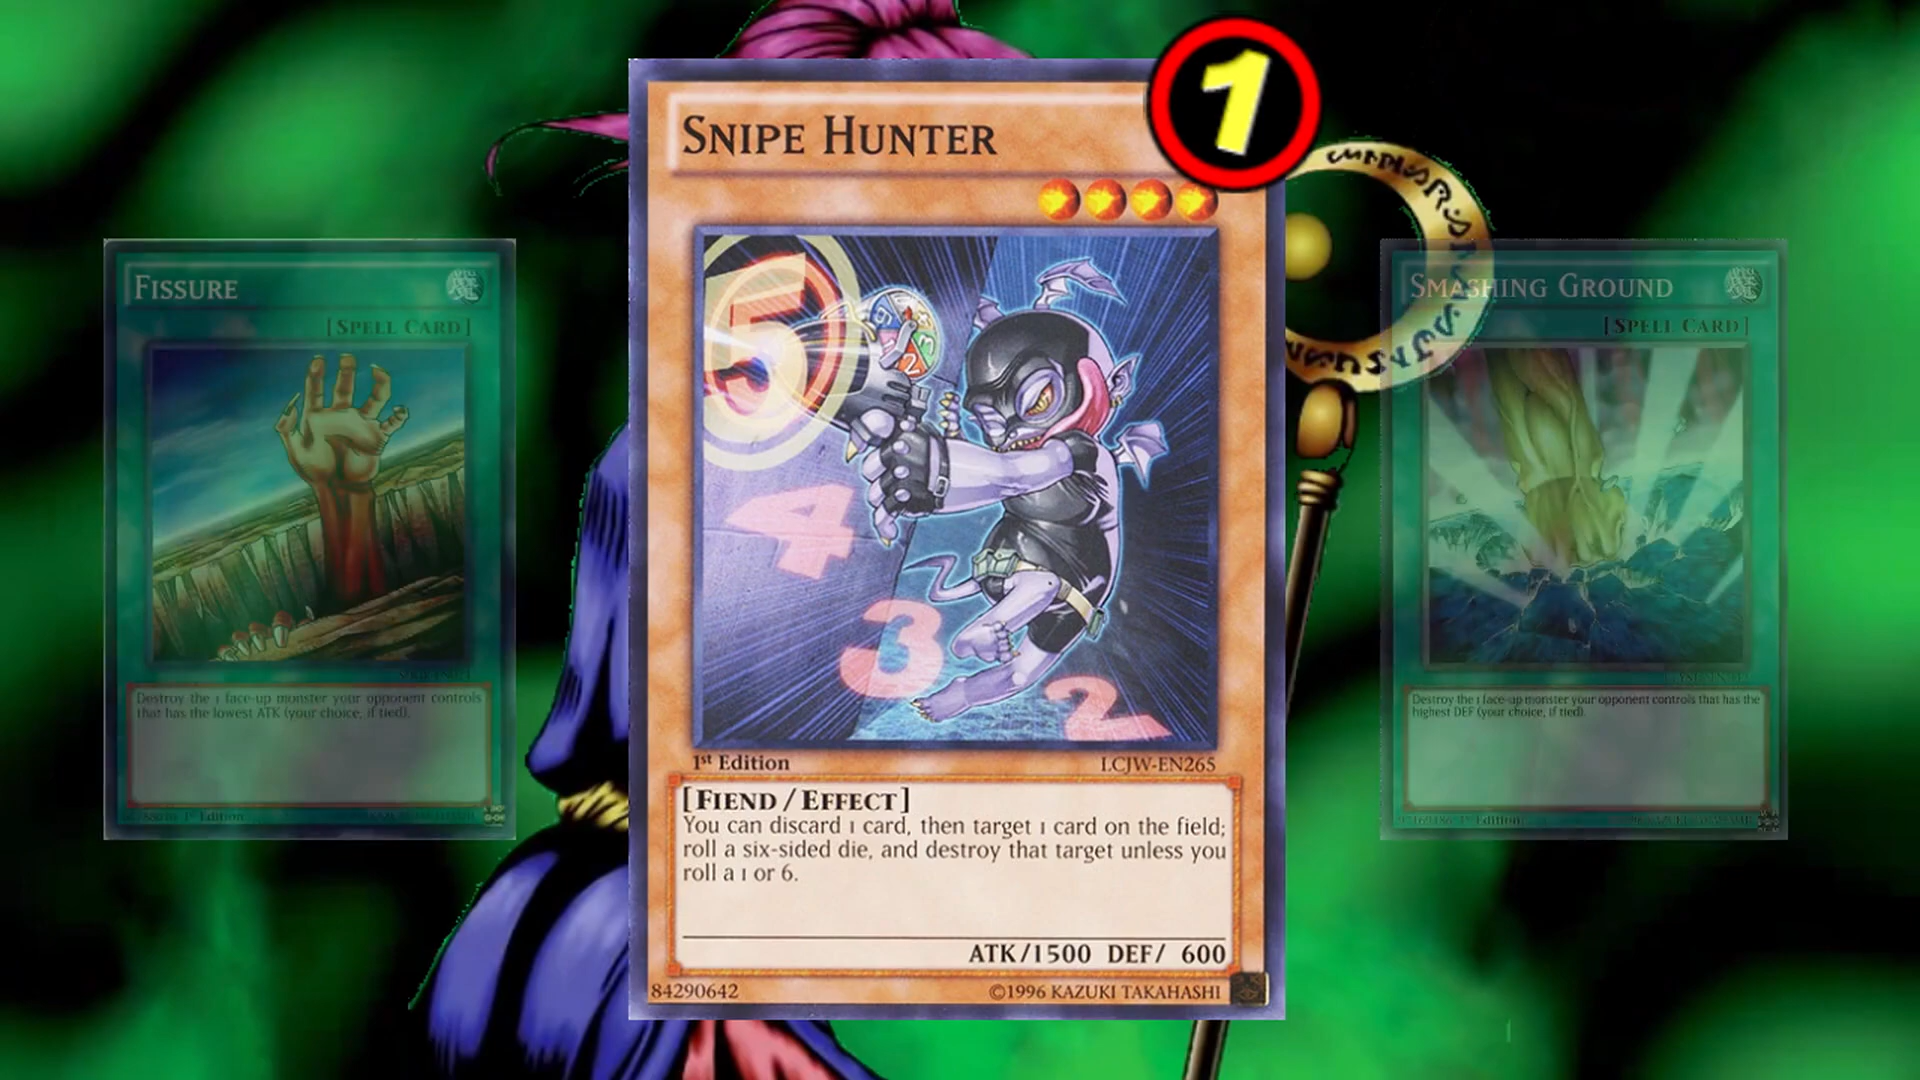 1
SNIPE HUNTER
5
4
3
2
1st Edition
LCJW-EN265
[FIEND/EFFECT]
You can discard 1 card, then target 1 card on the field;
roll a six-sided die, and destroy that target unless you
roll a 1 or 6.
ATK/1500 DEF/ 600
84290642
©1996 KAZUKI TAKAHASHI
FISSURE
[SPELL CARD]
Destroy the 1 face-up monster your opponent controls
that has the lowest ATK (your choice, if tied).
1st Edition
SMASHING GROUND
[SPELL CARD]
Destroy the 1 face-up monster your opponent controls that has the
highest DEF (your choice, if tied).
1st Edition